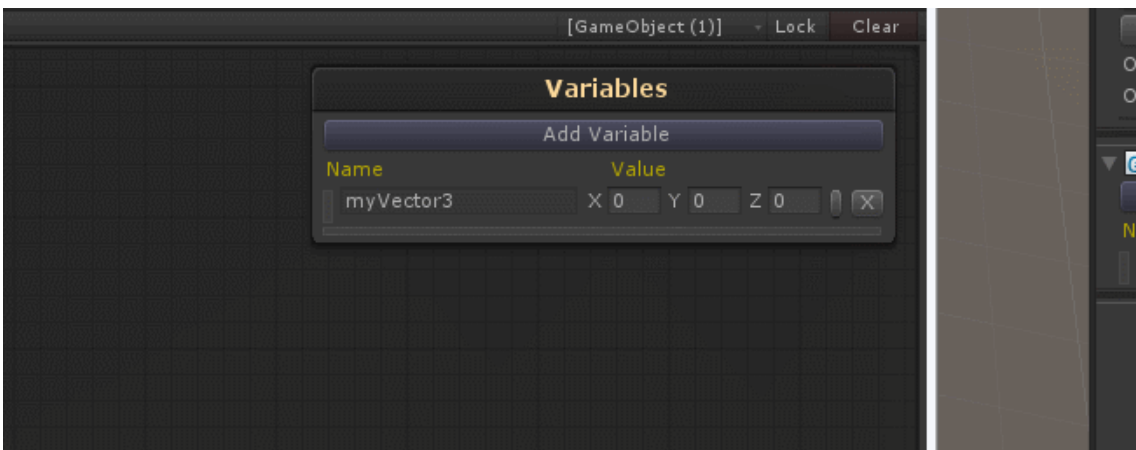 [GameObject (1)] Lock Clear
Variables
Add Variable
Name Value
myVector3 X 0 Y 0 Z 0 X
O
O
G
N